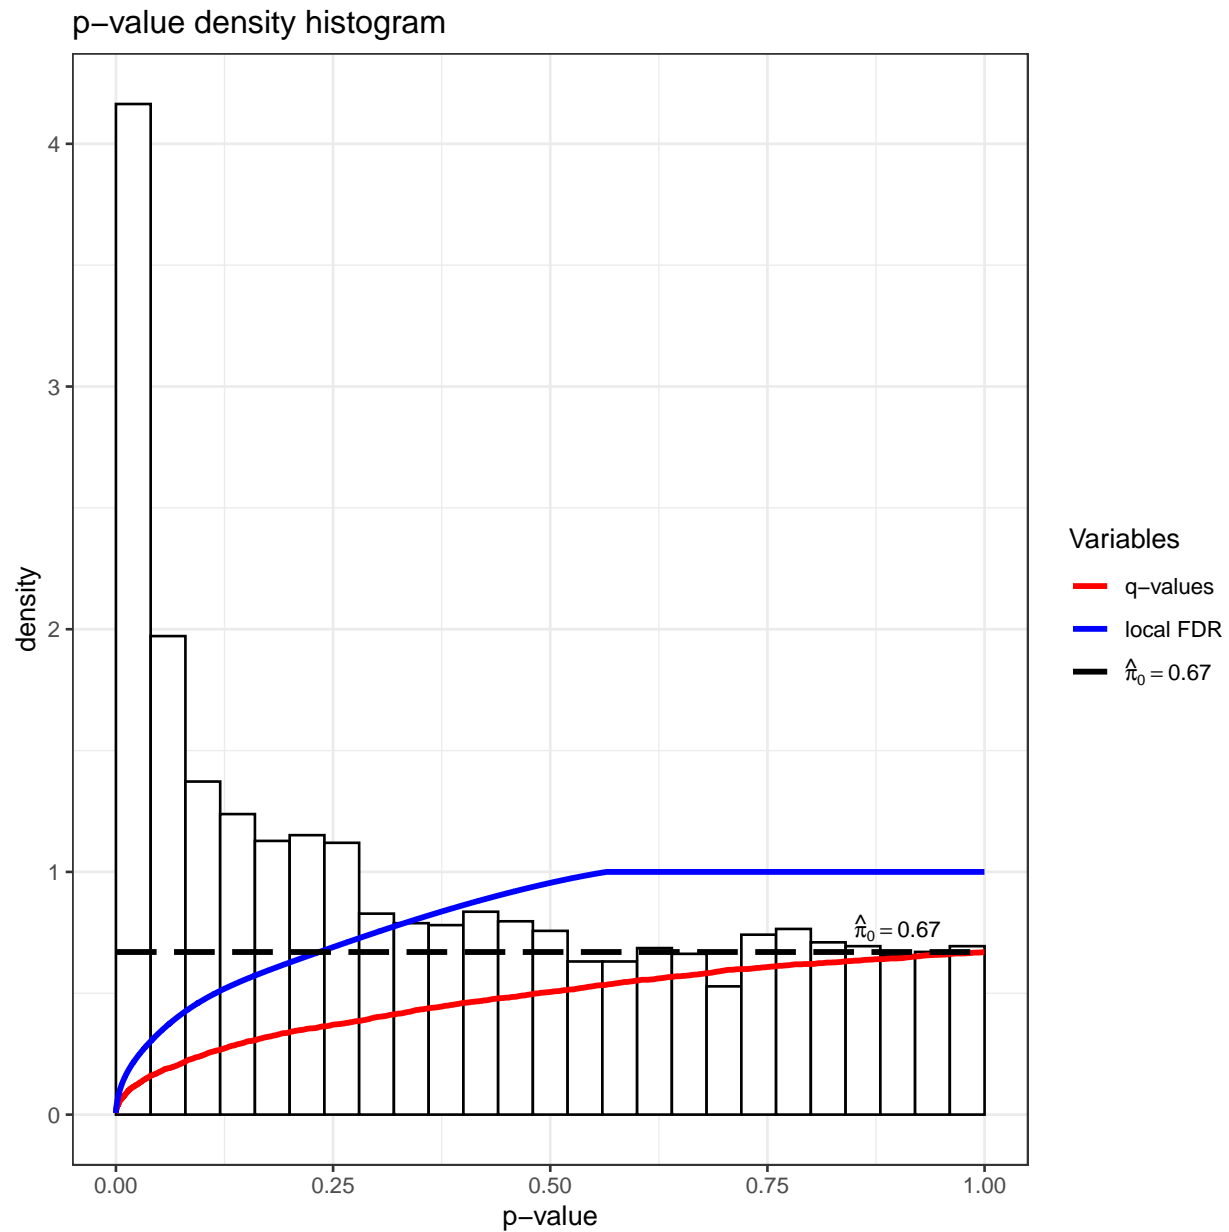 p−value density histogram
4
3
2
1
0
density
0.00 0.25 0.50 0.75 1.00
p−value
π̂₀ = 0.67
Variables
q−values
local FDR
π̂₀ = 0.67